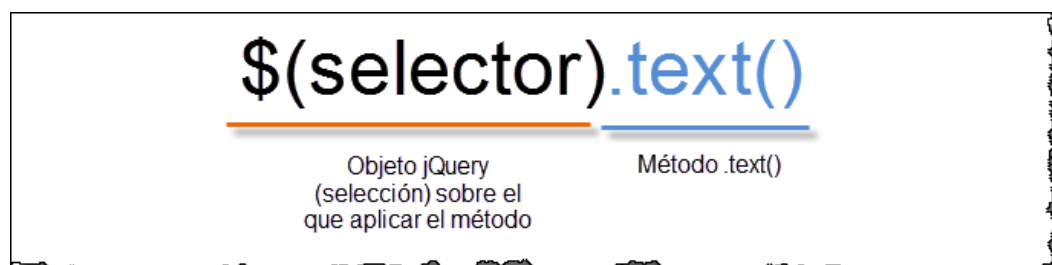 $(selector).text()
Objeto jQuery
(selección) sobre el
que aplicar el método
Método .text()